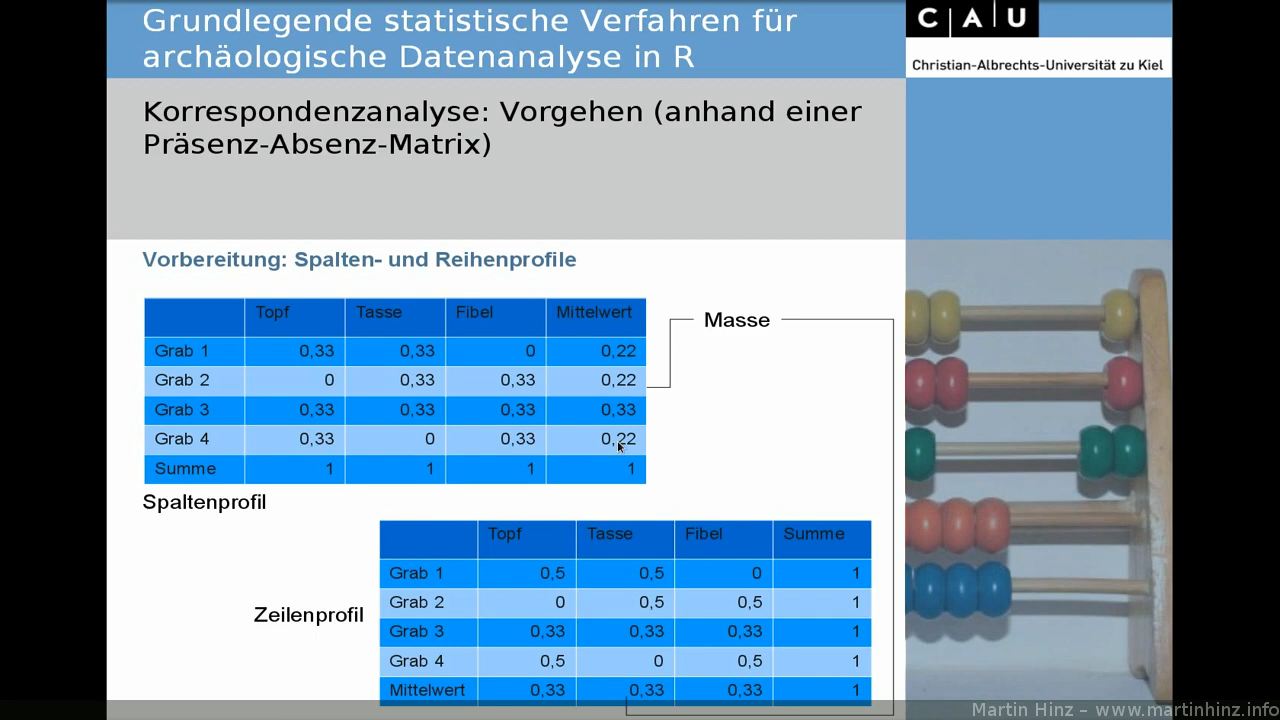 Grundlegende statistische Verfahren für
archäologische Datenanalyse in R
C A U
Christian-Albrechts-Universität zu Kiel
Korrespondenzanalyse: Vorgehen (anhand einer
Präsenz-Absenz-Matrix)
Vorbereitung: Spalten- und Reihenprofile
Topf Tasse Fibel Mittelwert
Grab 1 0,33 0,33 0 0,22
Grab 2 0 0,33 0,33 0,22
Grab 3 0,33 0,33 0,33 0,33
Grab 4 0,33 0 0,33 0,22
Summe 1 1 1 1
Masse
Spaltenprofil
Topf Tasse Fibel Summe
Grab 1 0,5 0,5 0 1
Grab 2 0 0,5 0,5 1
Grab 3 0,33 0,33 0,33 1
Grab 4 0,5 0 0,5 1
Mittelwert 0,33 0,33 0,33 1
Zeilenprofil
Martin Hinz – www.martinhinz.info